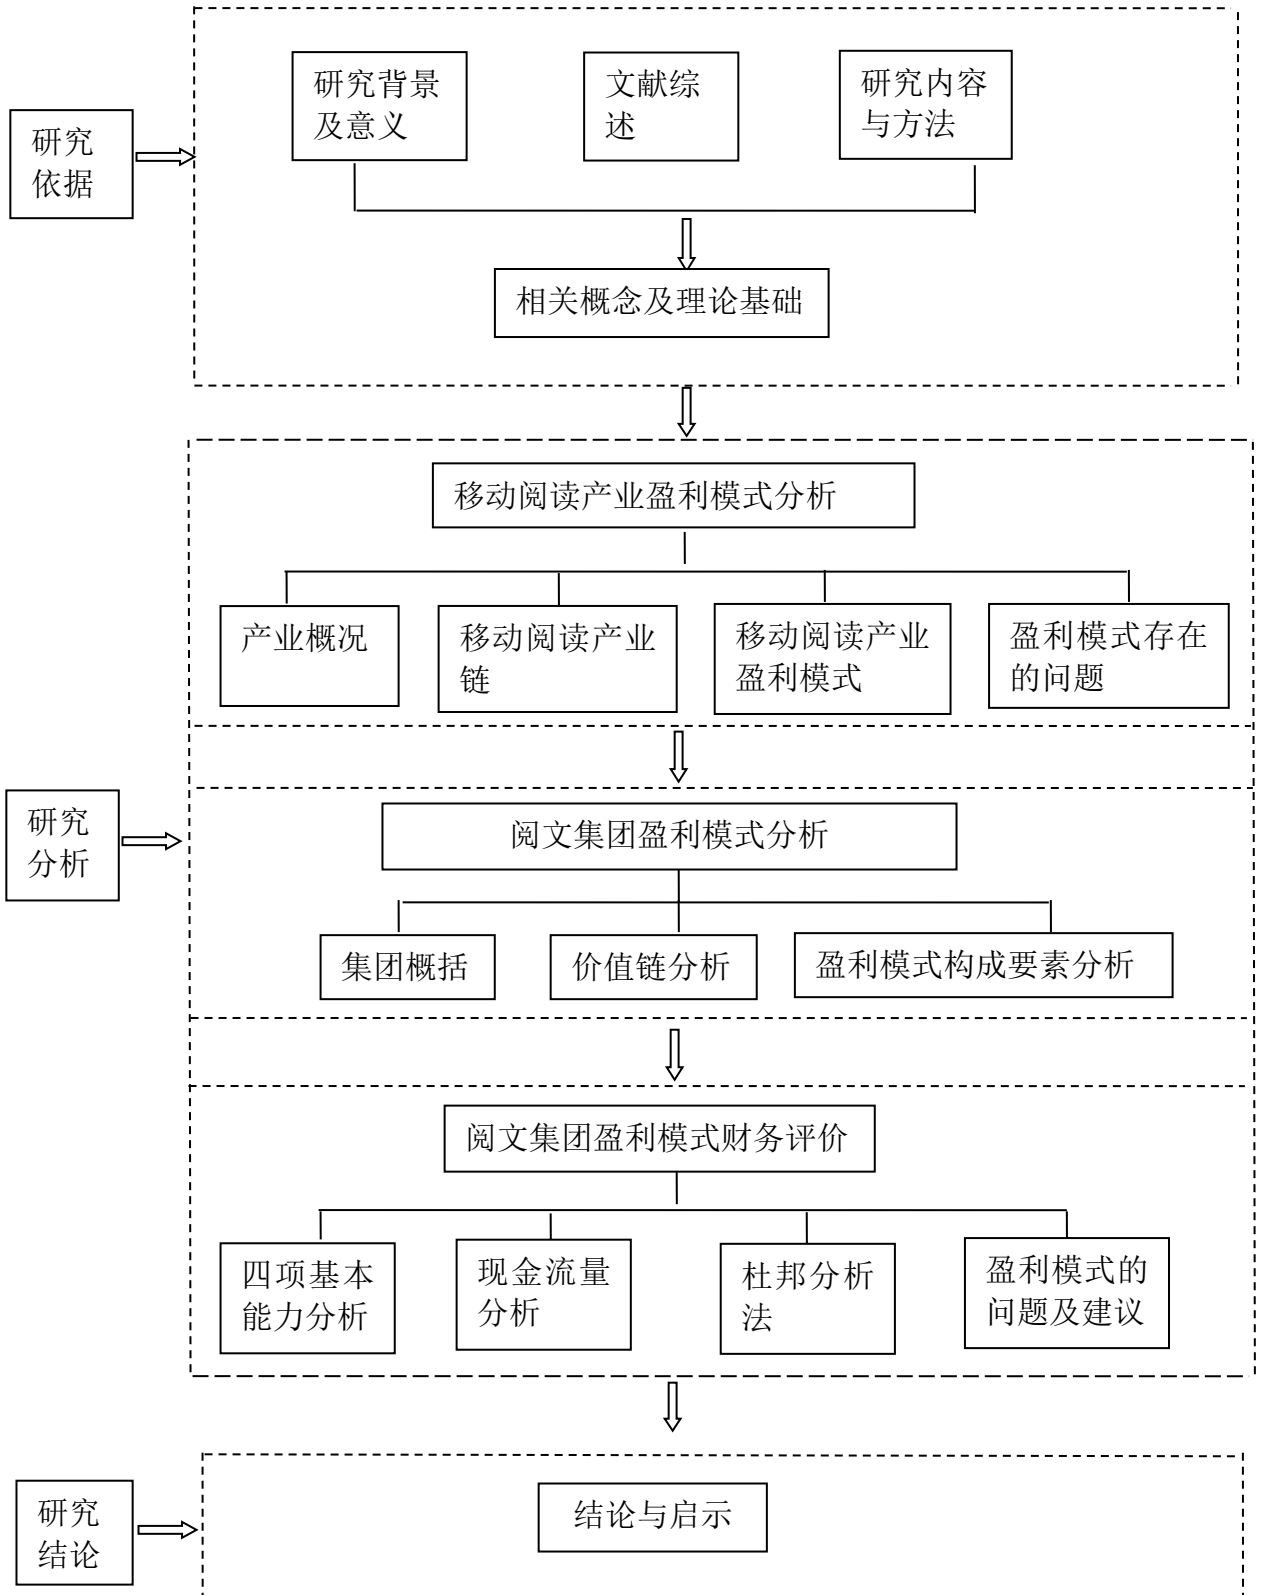 研究背景
及意义
文献综
述
研究内容
与方法
研究
依据
相关概念及理论基础
移动阅读产业盈利模式分析
产业概况
移动阅读产业
链
移动阅读产业
盈利模式
盈利模式存在
的问题
研究
分析
阅文集团盈利模式分析
集团概括
价值链分析
盈利模式构成要素分析
阅文集团盈利模式财务评价
四项基本
能力分析
现金流量
分析
杜邦分析
法
盈利模式的
问题及建议
研究
结论
结论与启示